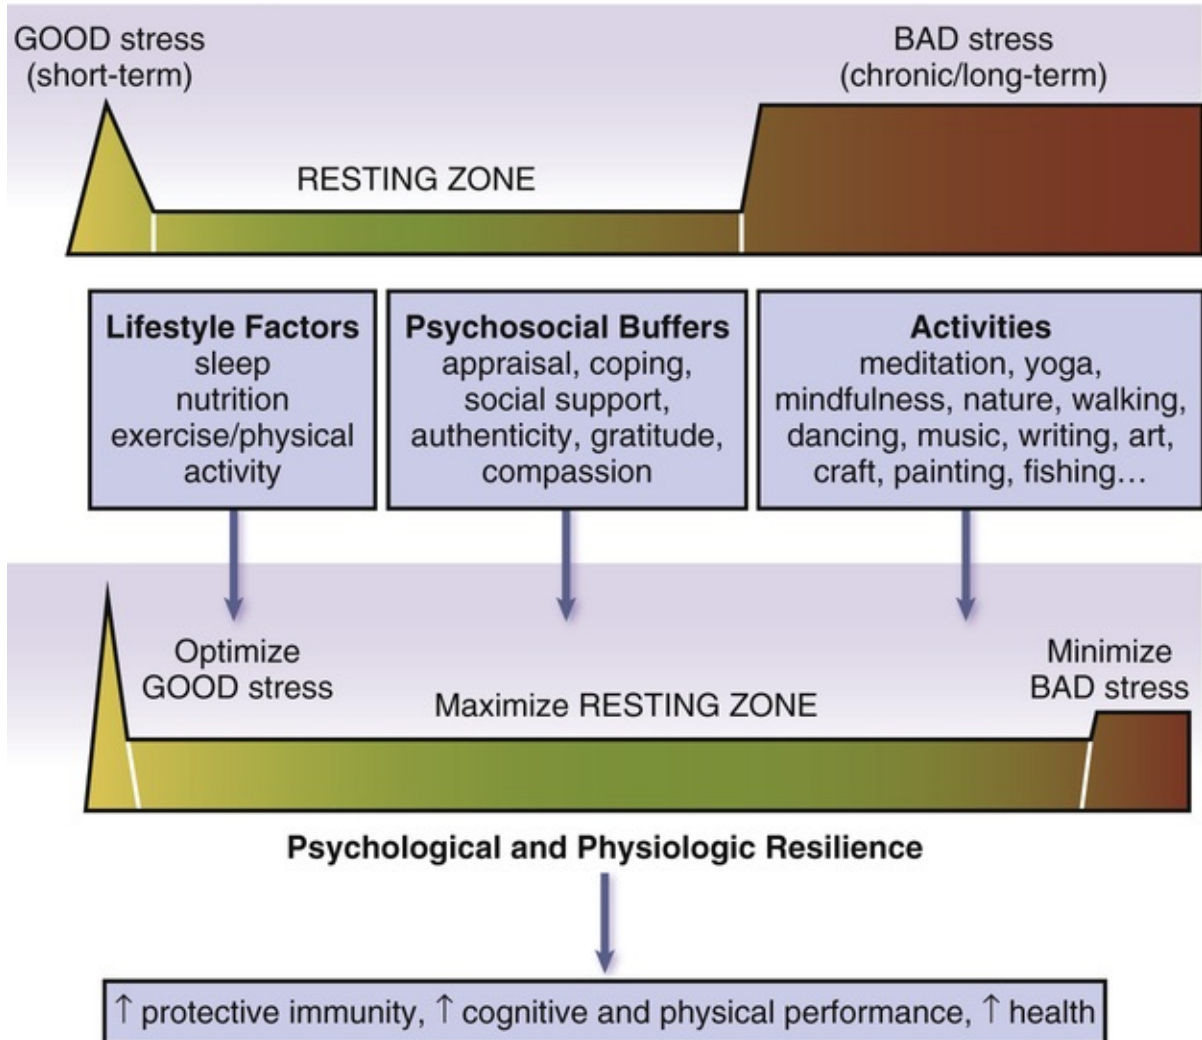 GOOD stress
(short-term)
BAD stress
(chronic/long-term)
RESTING ZONE
Lifestyle Factors
sleep
nutrition
exercise/physical
activity
Psychosocial Buffers
appraisal, coping,
social support,
authenticity, gratitude,
compassion
Activities
meditation, yoga,
mindfulness, nature, walking,
dancing, music, writing, art,
craft, painting, fishing…
Optimize
GOOD stress
Maximize RESTING ZONE
Minimize
BAD stress
Psychological and Physiologic Resilience
↑ protective immunity, ↑ cognitive and physical performance, ↑ health